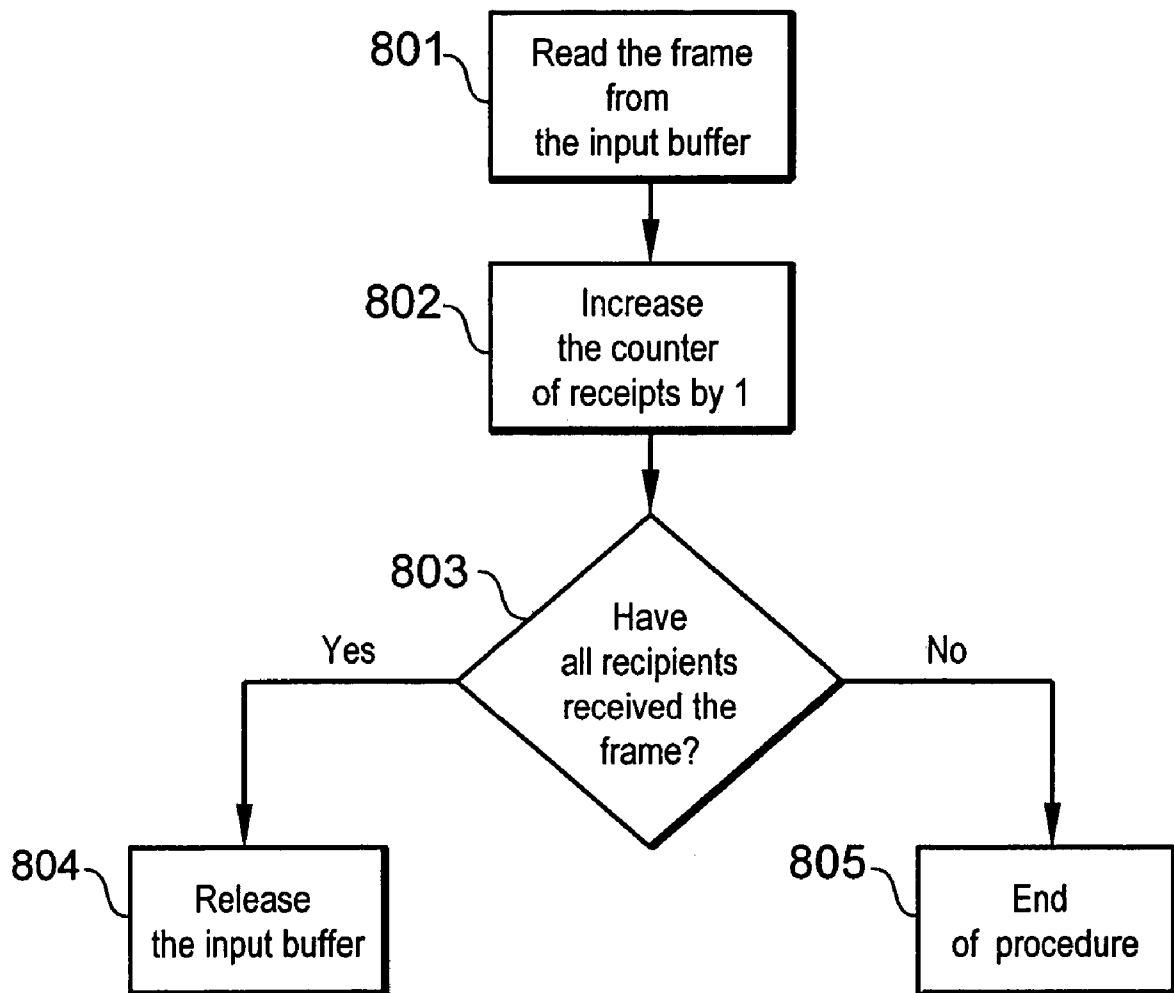 801
Read the frame
from
the input buffer
802
Increase
the counter
of receipts by 1
803
Have
all recipients
received the
frame?
Yes
No
804
Release
the input buffer
805
End
of procedure